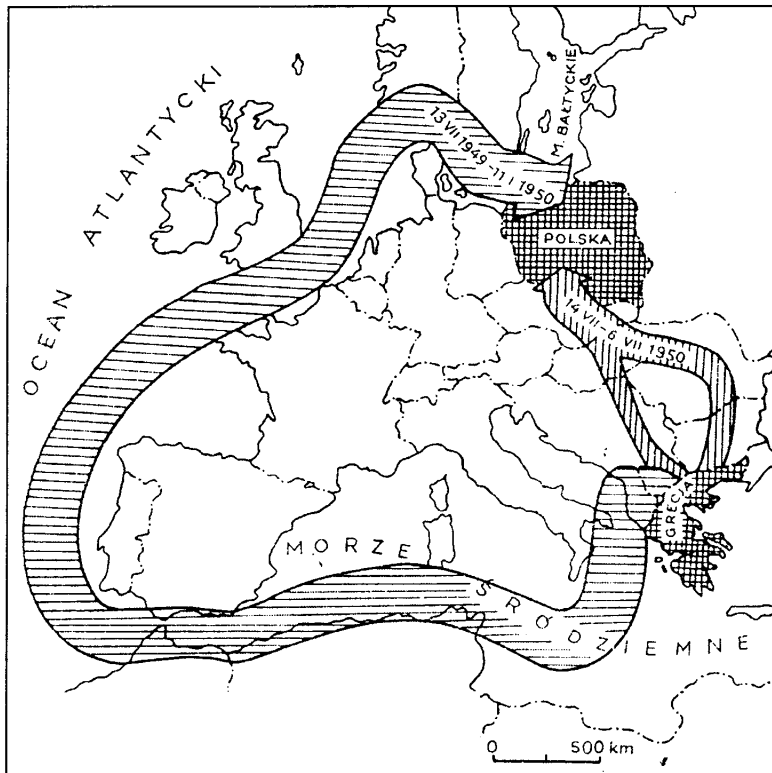 OCEAN ATLANTYCKI
M. BAŁTYCKIE
13 VII 1949-11 I 1950
POLSKA
14 VII-6 VII 1950
GRECJA
MORZE ŚRÓDZIEMNE
0 500 km